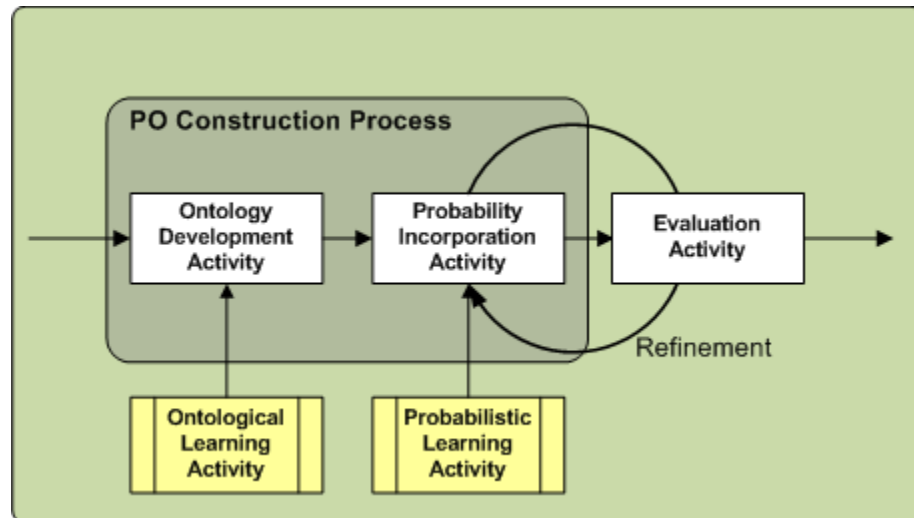 PO Construction Process
Ontology
Development
Activity
Probability
Incorporation
Activity
Evaluation
Activity
Refinement
Ontological
Learning
Activity
Probabilistic
Learning
Activity